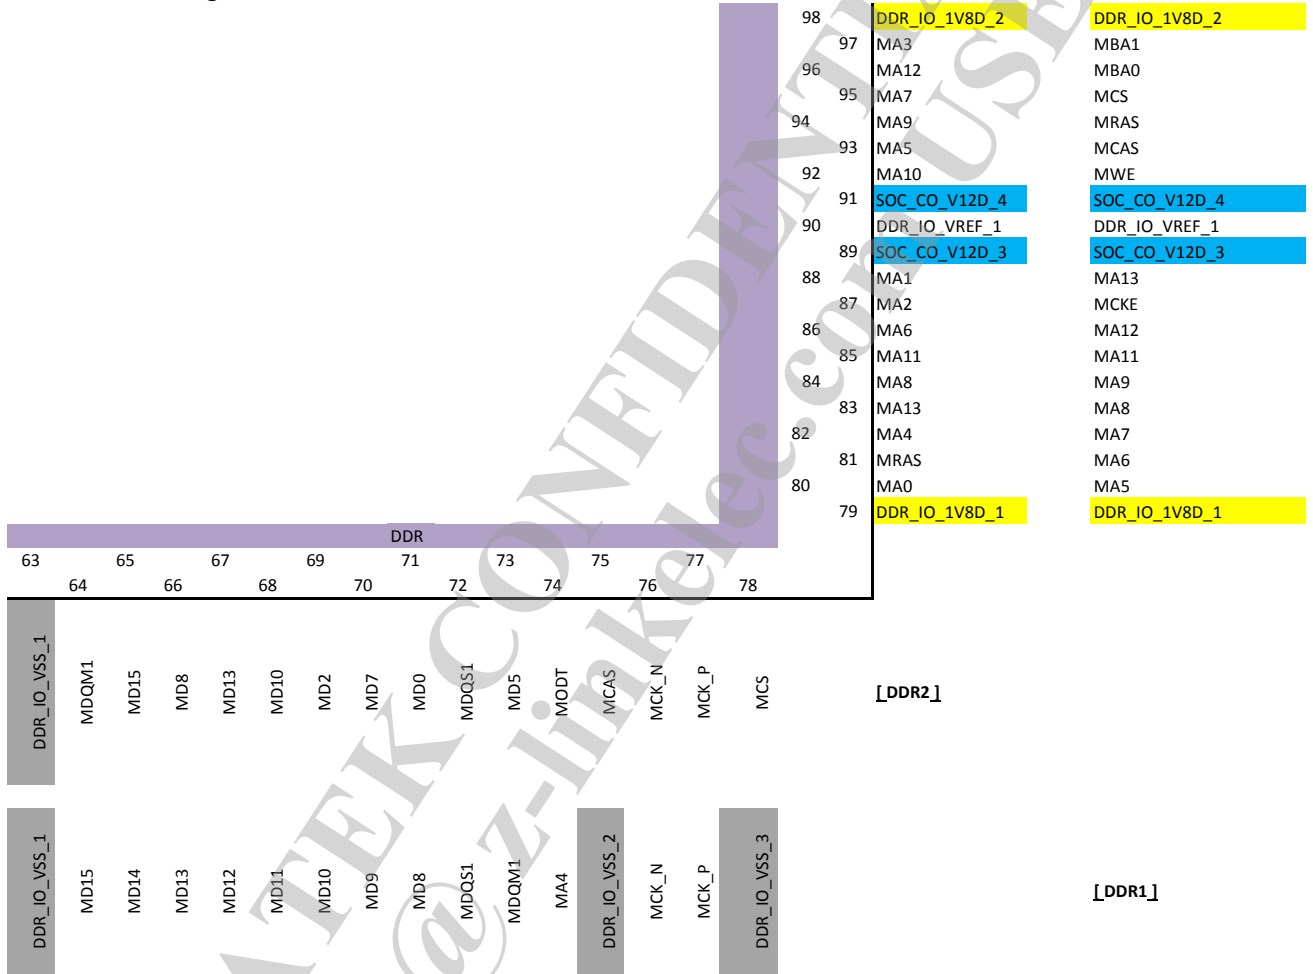 98 DDR_IO_1V8D_2 DDR_IO_1V8D_2
97 MA3 MBA1
96 MA12 MBA0
95 MA7 MCS
94 MA9 MRAS
93 MA5 MCAS
92 MA10 MWE
91 SOC_CO_V12D_4 SOC_CO_V12D_4
90 DDR_IO_VREF_1 DDR_IO_VREF_1
89 SOC_CO_V12D_3 SOC_CO_V12D_3
88 MA1 MA13
87 MA2 MCKE
86 MA6 MA12
85 MA11 MA11
84 MA8 MA9
83 MA13 MA8
82 MA4 MA7
81 MRAS MA6
80 MA0 MA5
79 DDR_IO_1V8D_1 DDR_IO_1V8D_1
DDR
63 65 67 69 71 73 75 77
64 66 68 70 72 74 76 78
DDR_IO_VSS_1 MDQM1 MD15 MD8 MD13 MD10 MD2 MD7 MD0 MDQS1 MD5 MODT MCAS MCK_N MCK_P MCS [ DDR2 ]
DDR_IO_VSS_1 MD15 MD14 MD13 MD12 MD11 MD10 MD9 MD8 MDQS1 MDQM1 MA4 DDR_IO_VSS_2 MCK_N MCK_P DDR_IO_VSS_3 [ DDR1 ]
ATEK CONFIDENTIA
@ z-linkelec.com USE